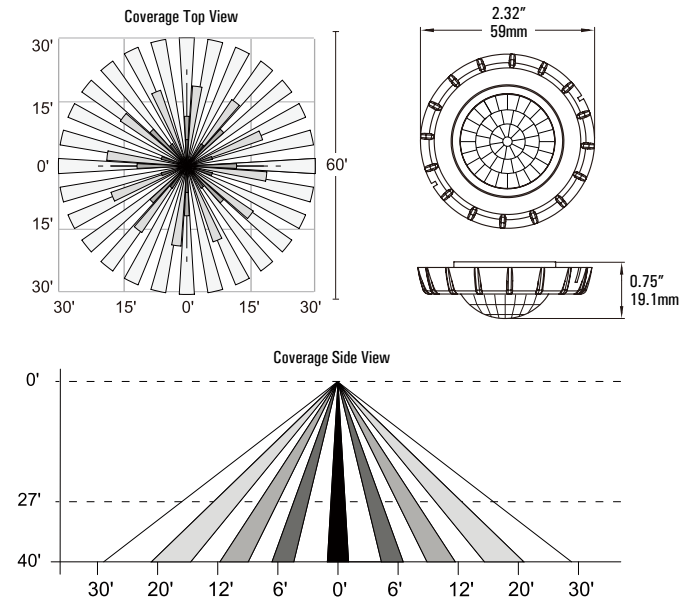 Coverage Top View
30'
15'
0'
15'
30'
30' 15' 0' 15' 30'
60'
2.32”
59mm
0.75”
19.1mm
Coverage Side View
0'
27'
40'
30' 20' 12' 6' 0' 6' 12' 20' 30'